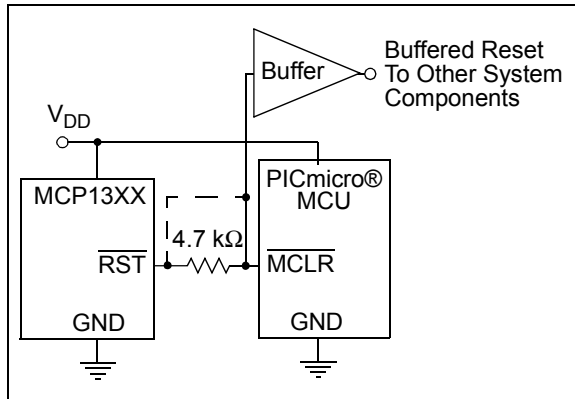 Buffer
Buffered Reset
To Other System
Components
VDD
MCP13XX
PICmicro®
MCU
4.7 kΩ
RST
MCLR
GND
GND